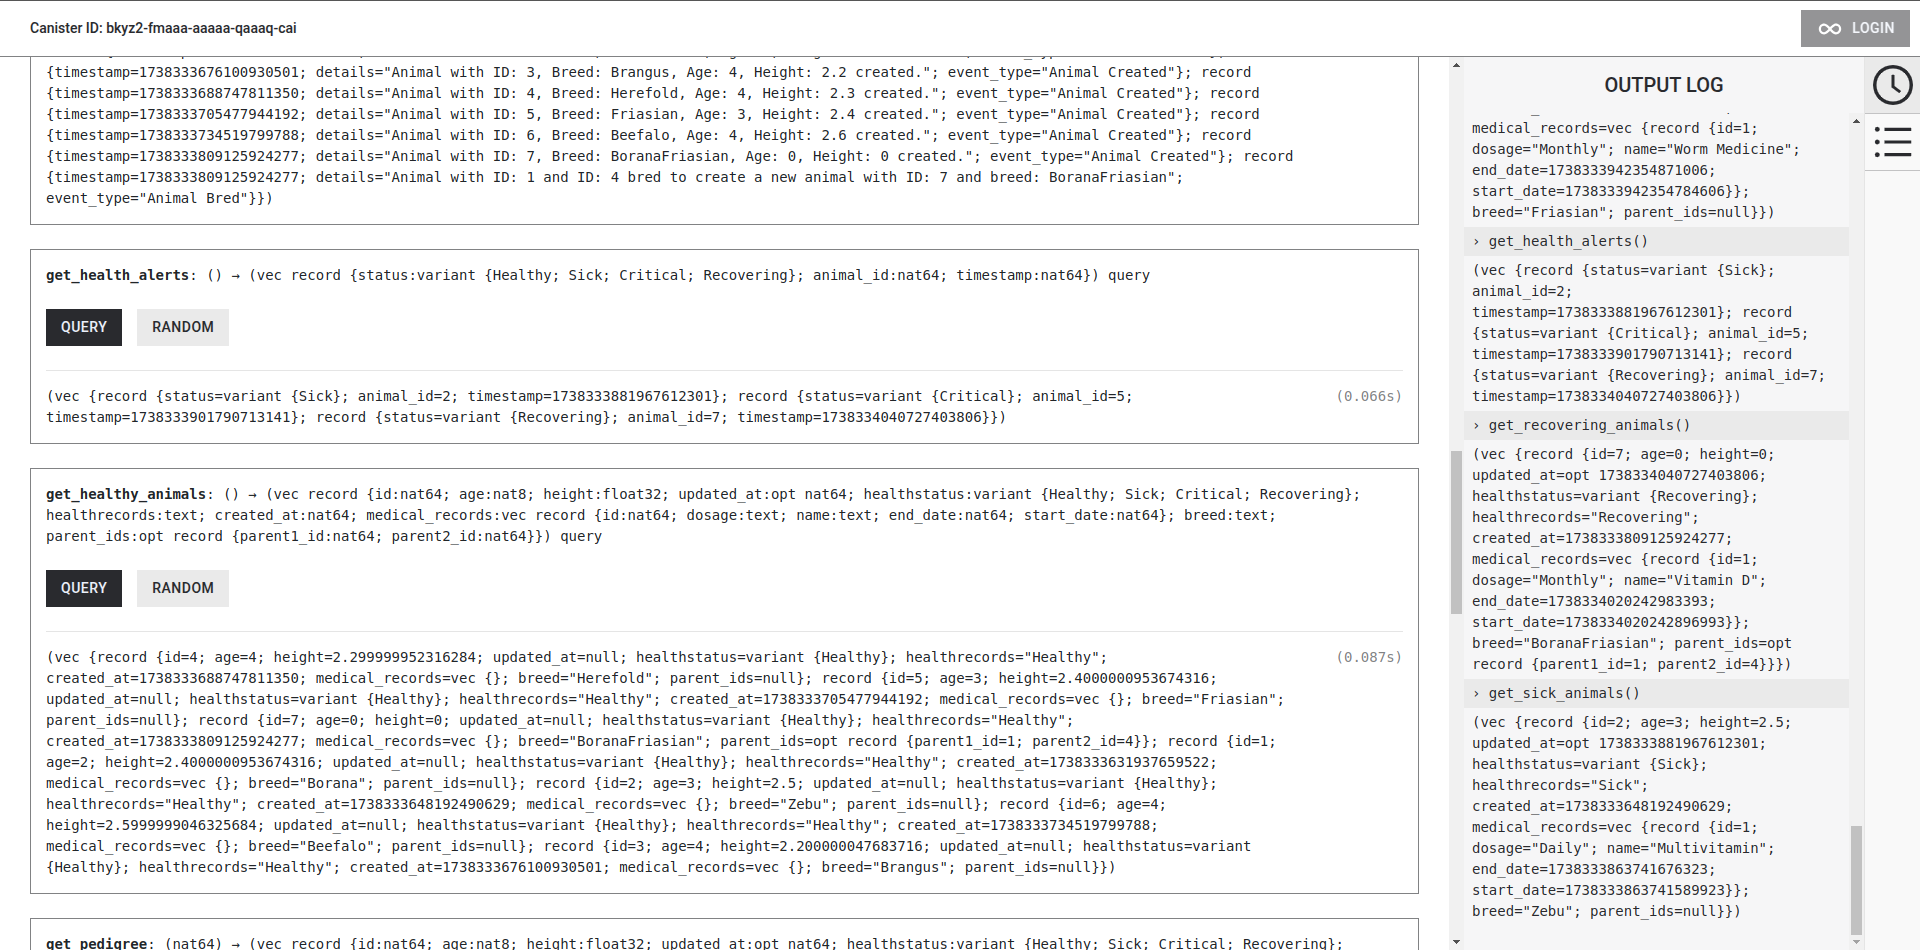 Canister ID: bkyz2-fmaaa-aaaaa-qaaaq-cai
LOGIN
{timestamp=1738333676100930501; details="Animal with ID: 3, Breed: Brangus, Age: 4, Height: 2.2 created."; event_type="Animal Created"}; record
{timestamp=1738333688747811350; details="Animal with ID: 4, Breed: Herefold, Age: 4, Height: 2.3 created."; event_type="Animal Created"}; record
{timestamp=1738333705477944192; details="Animal with ID: 5, Breed: Friasian, Age: 3, Height: 2.4 created."; event_type="Animal Created"}; record
{timestamp=1738333734519799788; details="Animal with ID: 6, Breed: Beefalo, Age: 4, Height: 2.6 created."; event_type="Animal Created"}; record
{timestamp=1738333809125924277; details="Animal with ID: 7, Breed: BoranaFriasian, Age: 0, Height: 0 created."; event_type="Animal Created"}; record
{timestamp=1738333809125924277; details="Animal with ID: 1 and ID: 4 bred to create a new animal with ID: 7 and breed: BoranaFriasian";
event_type="Animal Bred"}})
get_health_alerts: () → (vec record {status:variant {Healthy; Sick; Critical; Recovering}; animal_id:nat64; timestamp:nat64}) query
QUERY
RANDOM
(vec {record {status=variant {Sick}; animal_id=2; timestamp=1738333881967612301}; record {status=variant {Critical}; animal_id=5;
(0.066s)
timestamp=1738333901790713141}; record {status=variant {Recovering}; animal_id=7; timestamp=1738334040727403806}})
get_healthy_animals: () → (vec record {id:nat64; age:nat8; height:float32; updated_at:opt nat64; healthstatus:variant {Healthy; Sick; Critical; Recovering};
healthrecords:text; created_at:nat64; medical_records:vec record {id:nat64; dosage:text; name:text; end_date:nat64; start_date:nat64}; breed:text;
parent_ids:opt record {parent1_id:nat64; parent2_id:nat64}}) query
QUERY
RANDOM
(vec {record {id=4; age=4; height=2.299999952316284; updated_at=null; healthstatus=variant {Healthy}; healthrecords="Healthy";
(0.087s)
created_at=1738333688747811350; medical_records=vec {}; breed="Herefold"; parent_ids=null}; record {id=5; age=3; height=2.4000000953674316;
updated_at=null; healthstatus=variant {Healthy}; healthrecords="Healthy"; created_at=1738333705477944192; medical_records=vec {}; breed="Friasian";
parent_ids=null}; record {id=7; age=0; height=0; updated_at=null; healthstatus=variant {Healthy}; healthrecords="Healthy";
created_at=1738333809125924277; medical_records=vec {}; breed="BoranaFriasian"; parent_ids=opt record {parent1_id=1; parent2_id=4}}; record {id=1;
age=2; height=2.4000000953674316; updated_at=null; healthstatus=variant {Healthy}; healthrecords="Healthy"; created_at=1738333631937659522;
medical_records=vec {}; breed="Borana"; parent_ids=null}; record {id=2; age=3; height=2.5; updated_at=null; healthstatus=variant {Healthy};
healthrecords="Healthy"; created_at=1738333648192490629; medical_records=vec {}; breed="Zebu"; parent_ids=null}; record {id=6; age=4;
height=2.5999999046325684; updated_at=null; healthstatus=variant {Healthy}; healthrecords="Healthy"; created_at=1738333734519799788;
medical_records=vec {}; breed="Beefalo"; parent_ids=null}; record {id=3; age=4; height=2.200000047683716; updated_at=null; healthstatus=variant
{Healthy}; healthrecords="Healthy"; created_at=1738333676100930501; medical_records=vec {}; breed="Brangus"; parent_ids=null}})
get_pedigree: (nat64) → (vec record {id:nat64; age:nat8; height:float32; updated_at:opt nat64; healthstatus:variant {Healthy; Sick; Critical; Recovering};
OUTPUT LOG
medical_records=vec {record {id=1;
dosage="Monthly"; name="Worm Medicine";
end_date=1738333942354871006;
start_date=1738333942354784606}};
breed="Friasian"; parent_ids=null}})
› get_health_alerts()
(vec {record {status=variant {Sick};
animal_id=2;
timestamp=1738333881967612301}; record
{status=variant {Critical}; animal_id=5;
timestamp=1738333901790713141}; record
{status=variant {Recovering}; animal_id=7;
timestamp=1738334040727403806}})
› get_recovering_animals()
(vec {record {id=7; age=0; height=0;
updated_at=opt 1738334040727403806;
healthstatus=variant {Recovering};
healthrecords="Recovering";
created_at=1738333809125924277;
medical_records=vec {record {id=1;
dosage="Monthly"; name="Vitamin D";
end_date=1738334020242983393;
start_date=1738334020242896993}};
breed="BoranaFriasian"; parent_ids=opt
record {parent1_id=1; parent2_id=4}}})
› get_sick_animals()
(vec {record {id=2; age=3; height=2.5;
updated_at=opt 1738333881967612301;
healthstatus=variant {Sick};
healthrecords="Sick";
created_at=1738333648192490629;
medical_records=vec {record {id=1;
dosage="Daily"; name="Multivitamin";
end_date=1738333863741676323;
start_date=1738333863741589923}};
breed="Zebu"; parent_ids=null}})